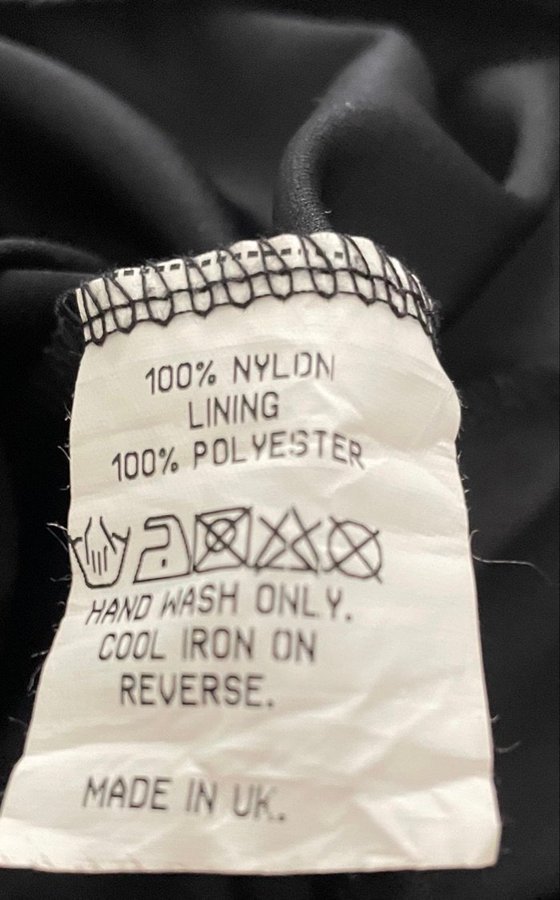 100% NYLON
LINING
100% POLYESTER
HAND WASH ONLY.
COOL IRON ON
REVERSE.
MADE IN UK.